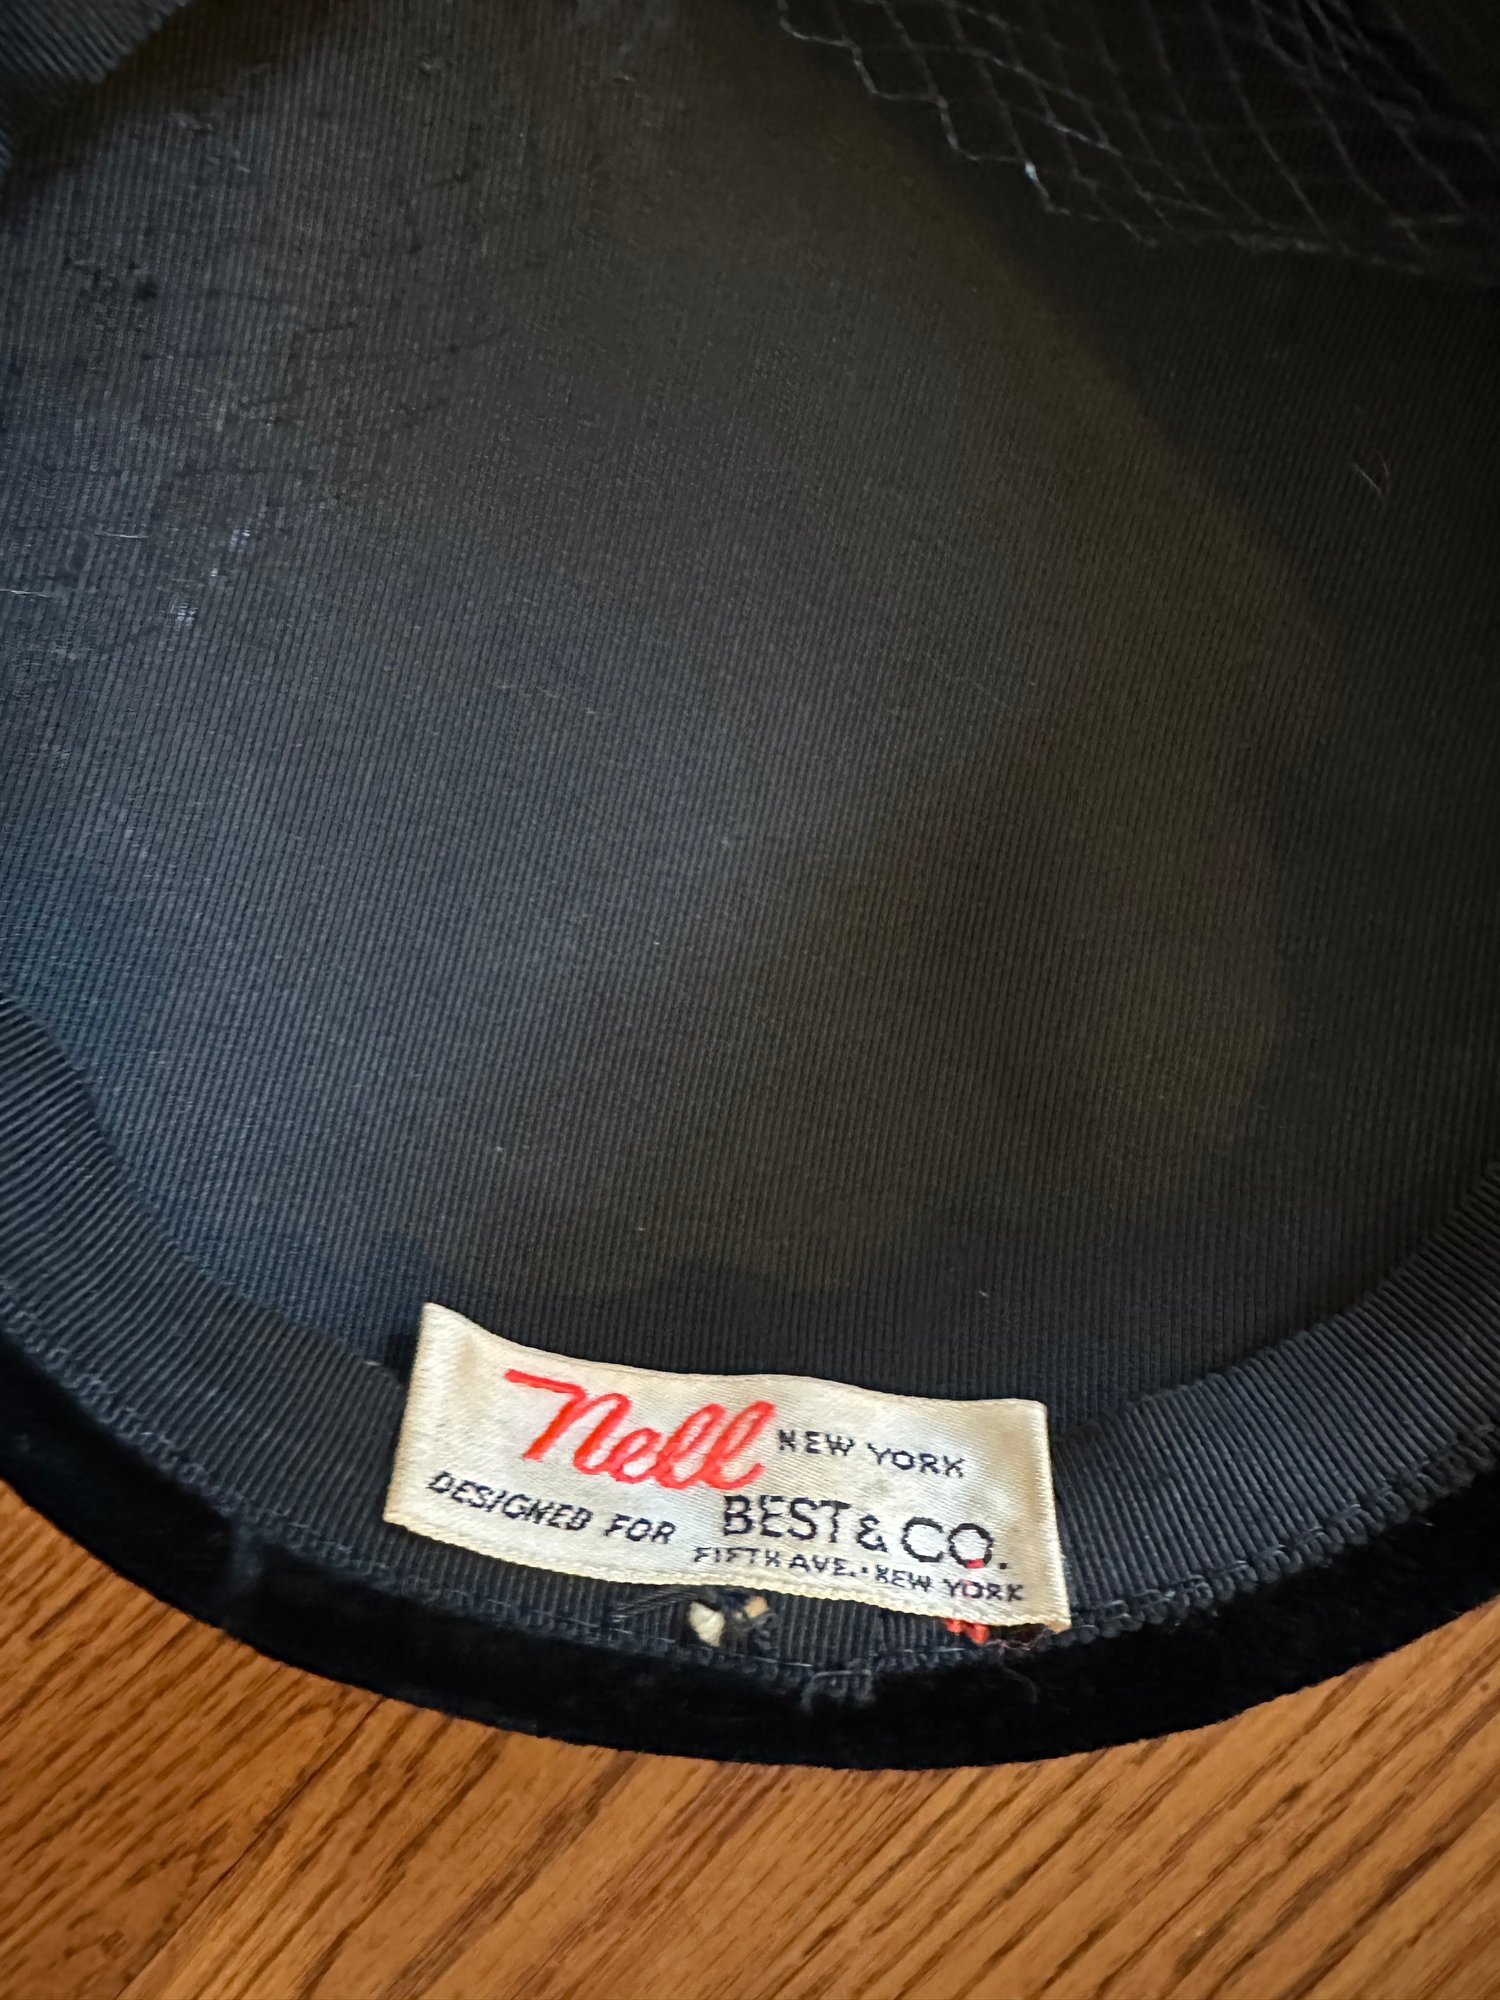 Nell NEW YORK
DESIGNED FOR BEST & CO.
FIFTH AVE. • NEW YORK